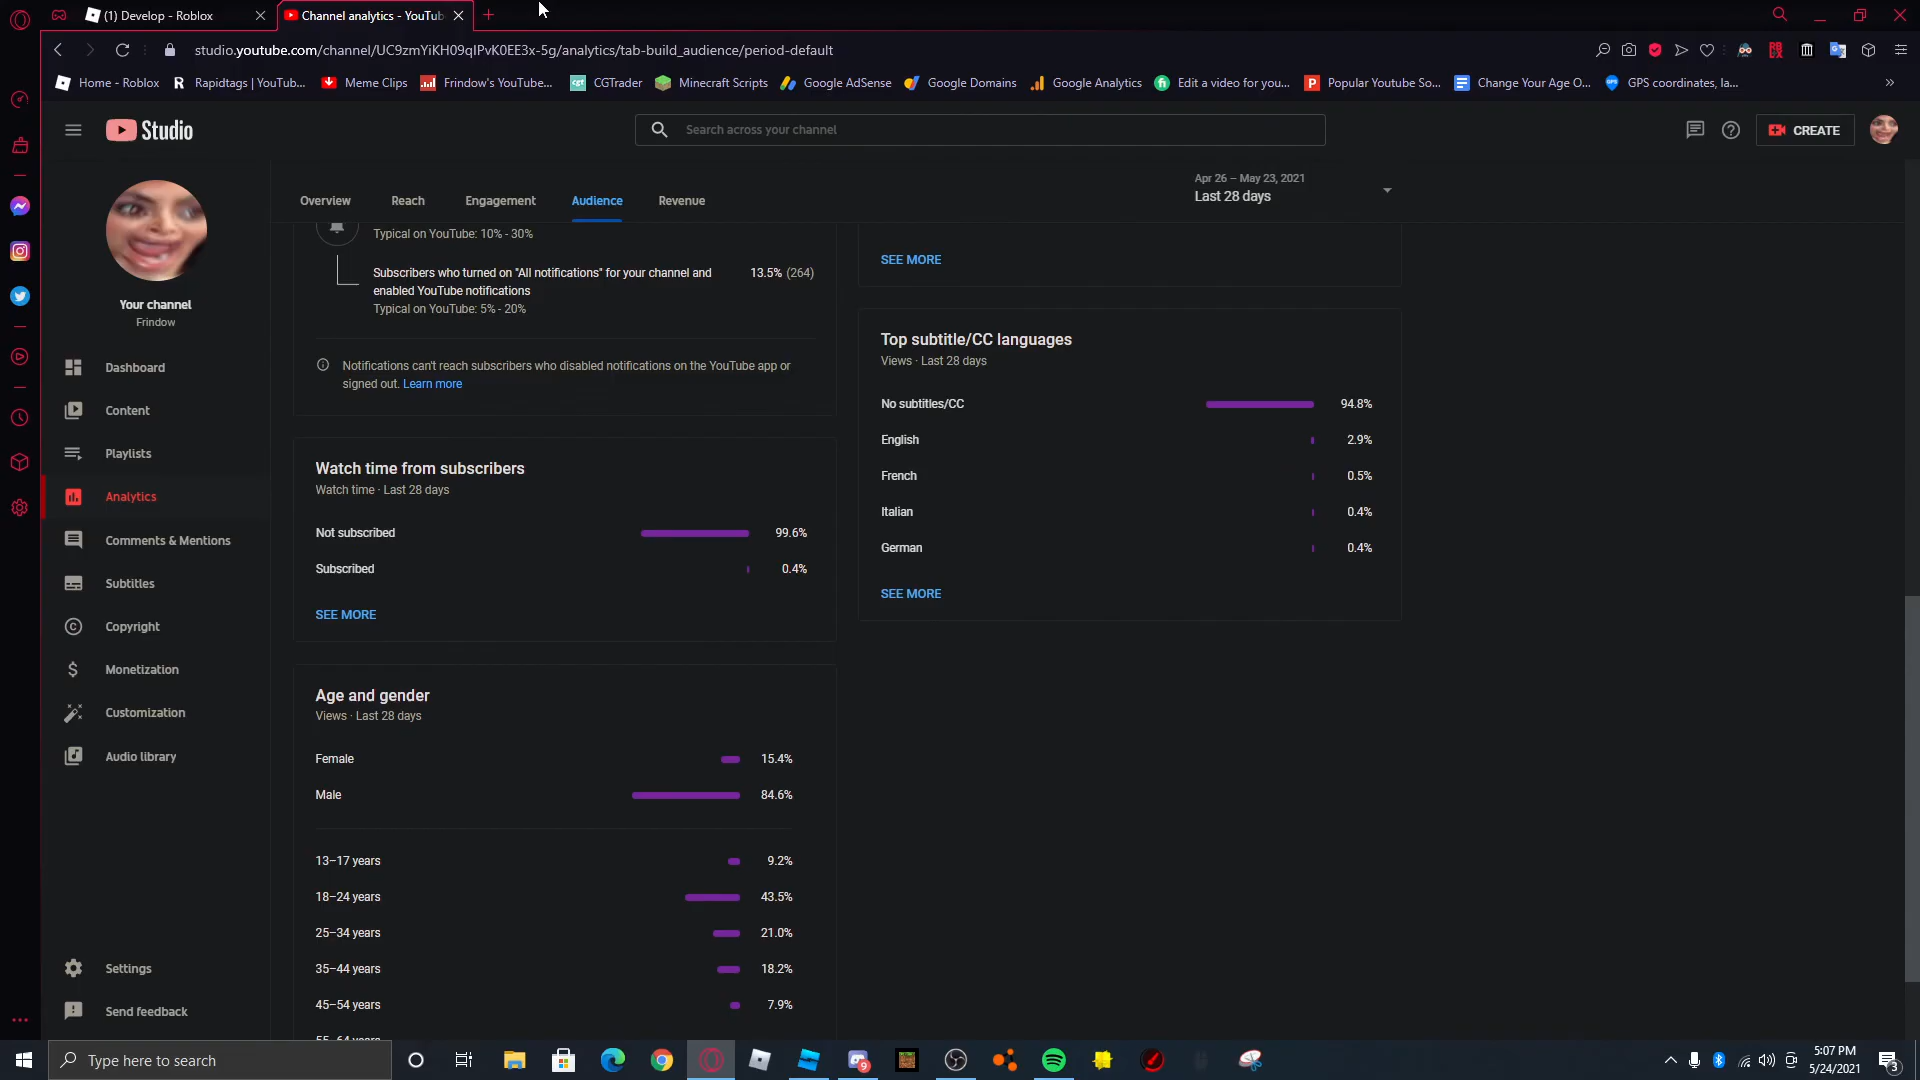 (1) Develop - Roblox
Channel analytics - YouTub
studio.youtube.com/channel/UC9zmYiKH09qIPvK0EE3x-5g/analytics/tab-build_audience/period-default
Home - Roblox
Rapidtags | YouTub...
Meme Clips
Frindow's YouTube...
CGTrader
Minecraft Scripts
Google AdSense
Google Domains
Google Analytics
Edit a video for you...
Popular Youtube So...
Change Your Age O...
GPS coordinates, la...
Studio
Search across your channel
CREATE
Your channel
Frindow
Dashboard
Content
Playlists
Analytics
Comments & Mentions
Subtitles
Copyright
Monetization
Customization
Audio library
Settings
Send feedback
Overview
Reach
Engagement
Audience
Revenue
Apr 26 – May 23, 2021
Last 28 days
Typical on YouTube: 10% - 30%
Subscribers who turned on "All notifications" for your channel and
enabled YouTube notifications
13.5% (264)
Typical on YouTube: 5% - 20%
Notifications can't reach subscribers who disabled notifications on the YouTube app or
signed out. Learn more
Watch time from subscribers
Watch time · Last 28 days
Not subscribed 99.6%
Subscribed 0.4%
SEE MORE
Age and gender
Views · Last 28 days
Female 15.4%
Male 84.6%
13–17 years 9.2%
18–24 years 43.5%
25–34 years 21.0%
35–44 years 18.2%
45–54 years 7.9%
SEE MORE
Top subtitle/CC languages
Views · Last 28 days
No subtitles/CC 94.8%
English 2.9%
French 0.5%
Italian 0.4%
German 0.4%
SEE MORE
Type here to search
9
5:07 PM
5/24/2021
3